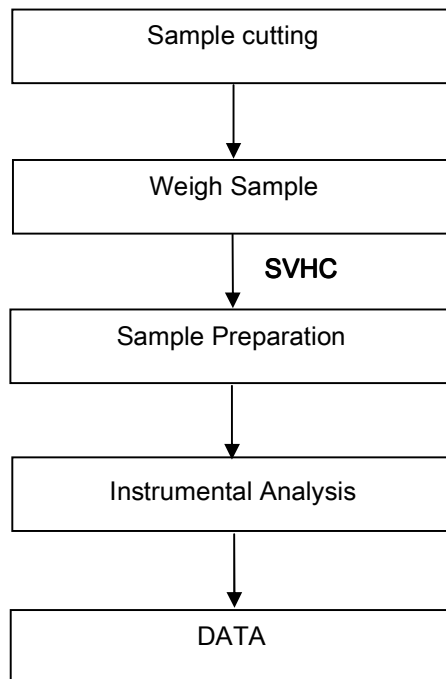 Sample cutting
Weigh Sample
SVHC
Sample Preparation
Instrumental Analysis
DATA